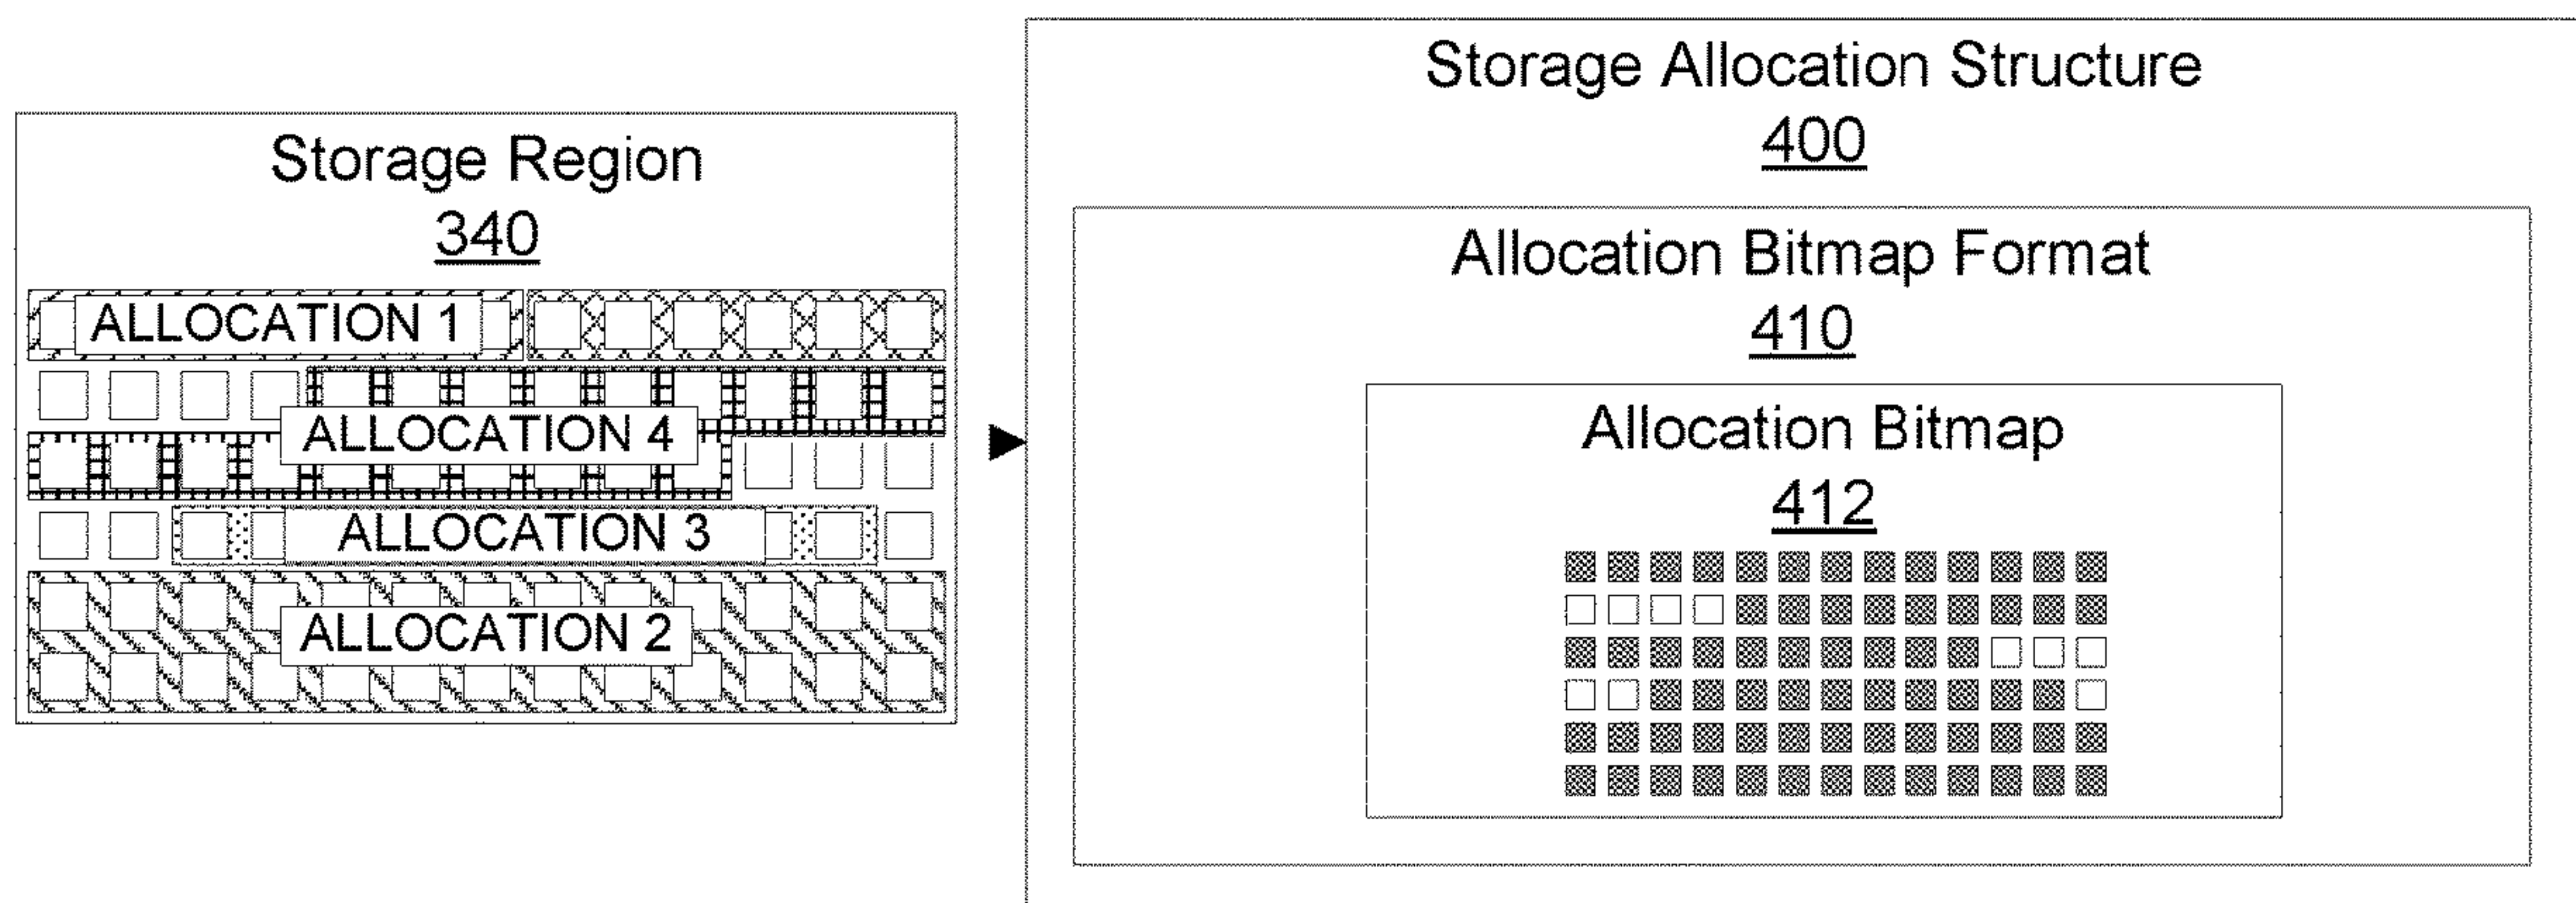 Storage Region
340
ALLOCATION 1
ALLOCATION 4
ALLOCATION 3
ALLOCATION 2
Storage Allocation Structure
400
Allocation Bitmap Format
410
Allocation Bitmap
412